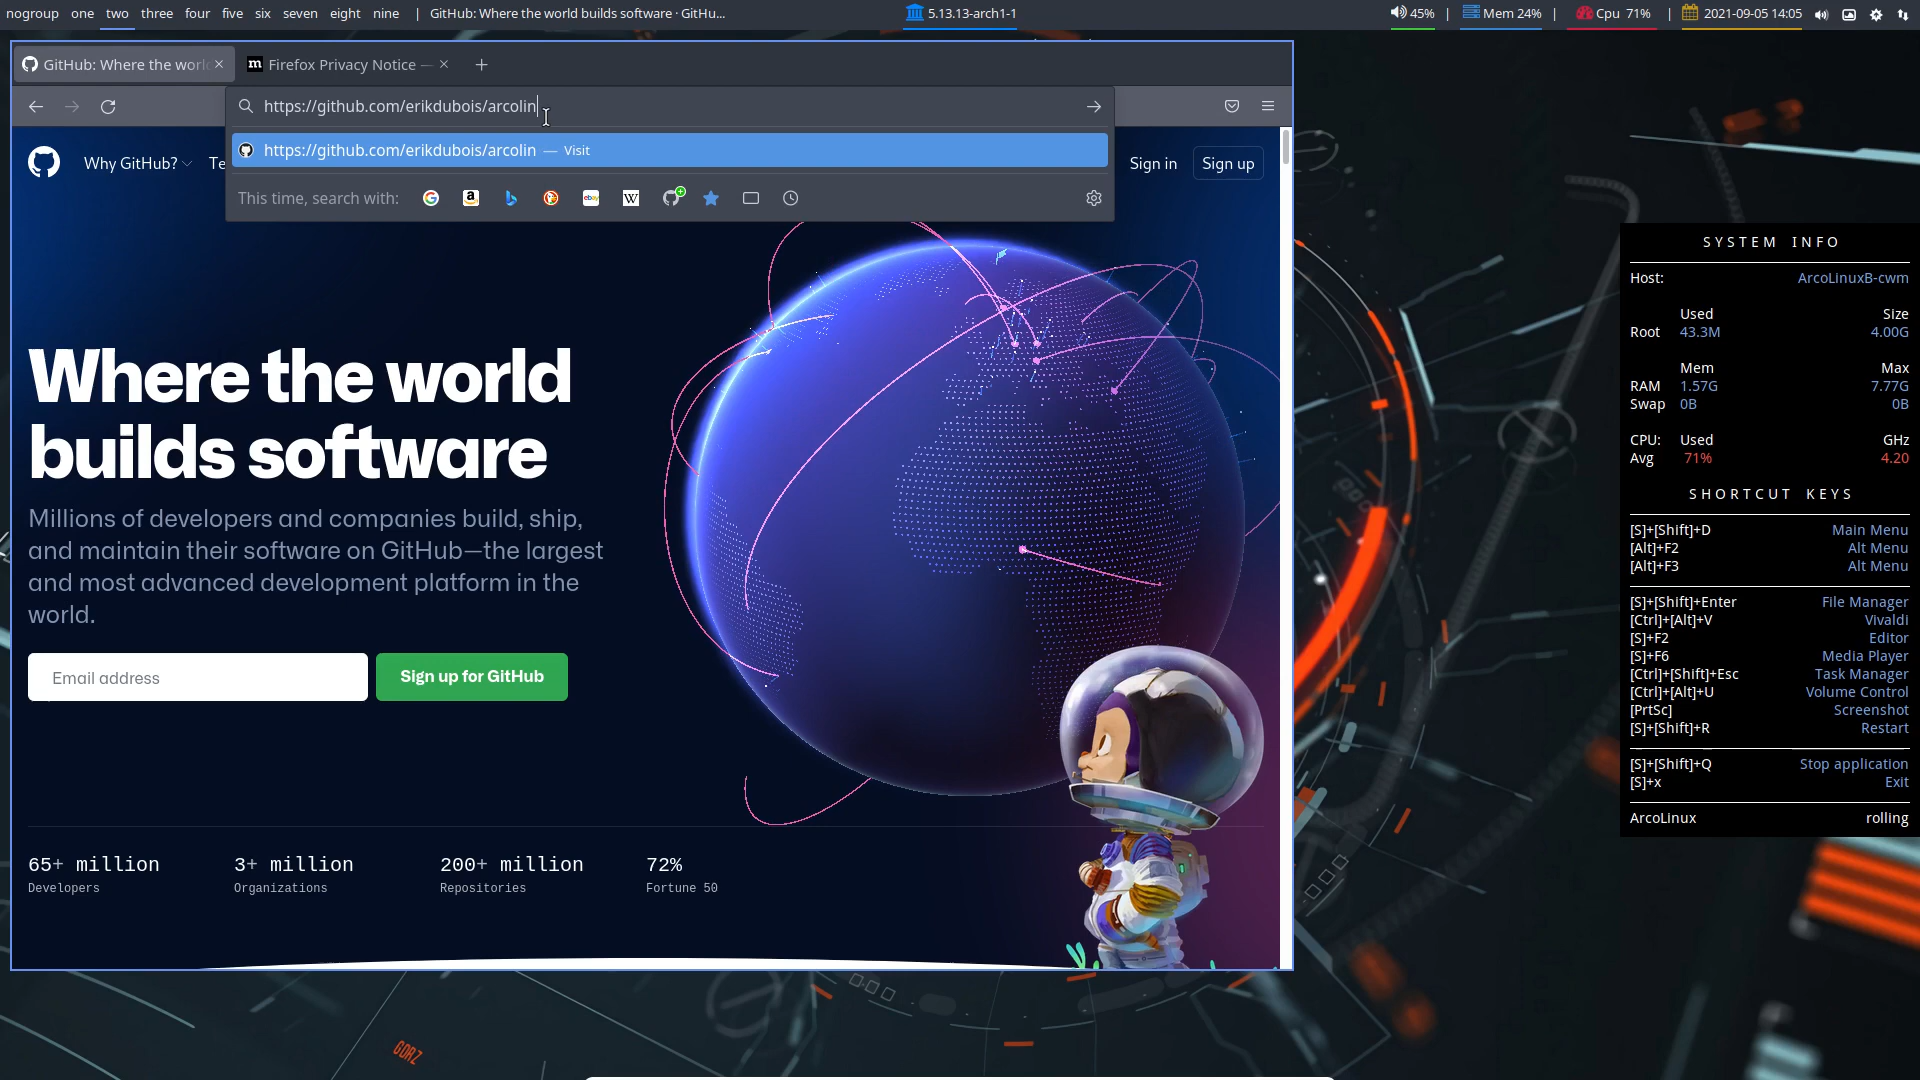 nogroup one two three four five six seven eight nine | GitHub: Where the world builds software · GitHu...
5.13.13-arch1-1
45% | Mem 24% | Cpu 71% | 2021-09-05 14:05
GitHub: Where the worl
Firefox Privacy Notice —
https://github.com/erikdubois/arcolin
https://github.com/erikdubois/arcolin — Visit
This time, search with:
Why GitHub?
Te
Sign in
Sign up
Where the world
builds software
Millions of developers and companies build, ship,
and maintain their software on GitHub—the largest
and most advanced development platform in the
world.
Email address
Sign up for GitHub
65+ million
Developers
3+ million
Organizations
200+ million
Repositories
72%
Fortune 50
SYSTEM INFO
Host: ArcoLinuxB-cwm
Used Size
Root 43.3M 4.00G
Mem Max
RAM 1.57G 7.77G
Swap 0B 0B
CPU: Used GHz
Avg 71% 4.20
SHORTCUT KEYS
[S]+[Shift]+D Main Menu
[Alt]+F2 Alt Menu
[Alt]+F3 Alt Menu
[S]+[Shift]+Enter File Manager
[Ctrl]+[Alt]+V Vivaldi
[S]+F2 Editor
[S]+F6 Media Player
[Ctrl]+[Shift]+Esc Task Manager
[Ctrl]+[Alt]+U Volume Control
[PrtSc] Screenshot
[S]+[Shift]+R Restart
[S]+[Shift]+Q Stop application
[S]+x Exit
ArcoLinux rolling
GORZ